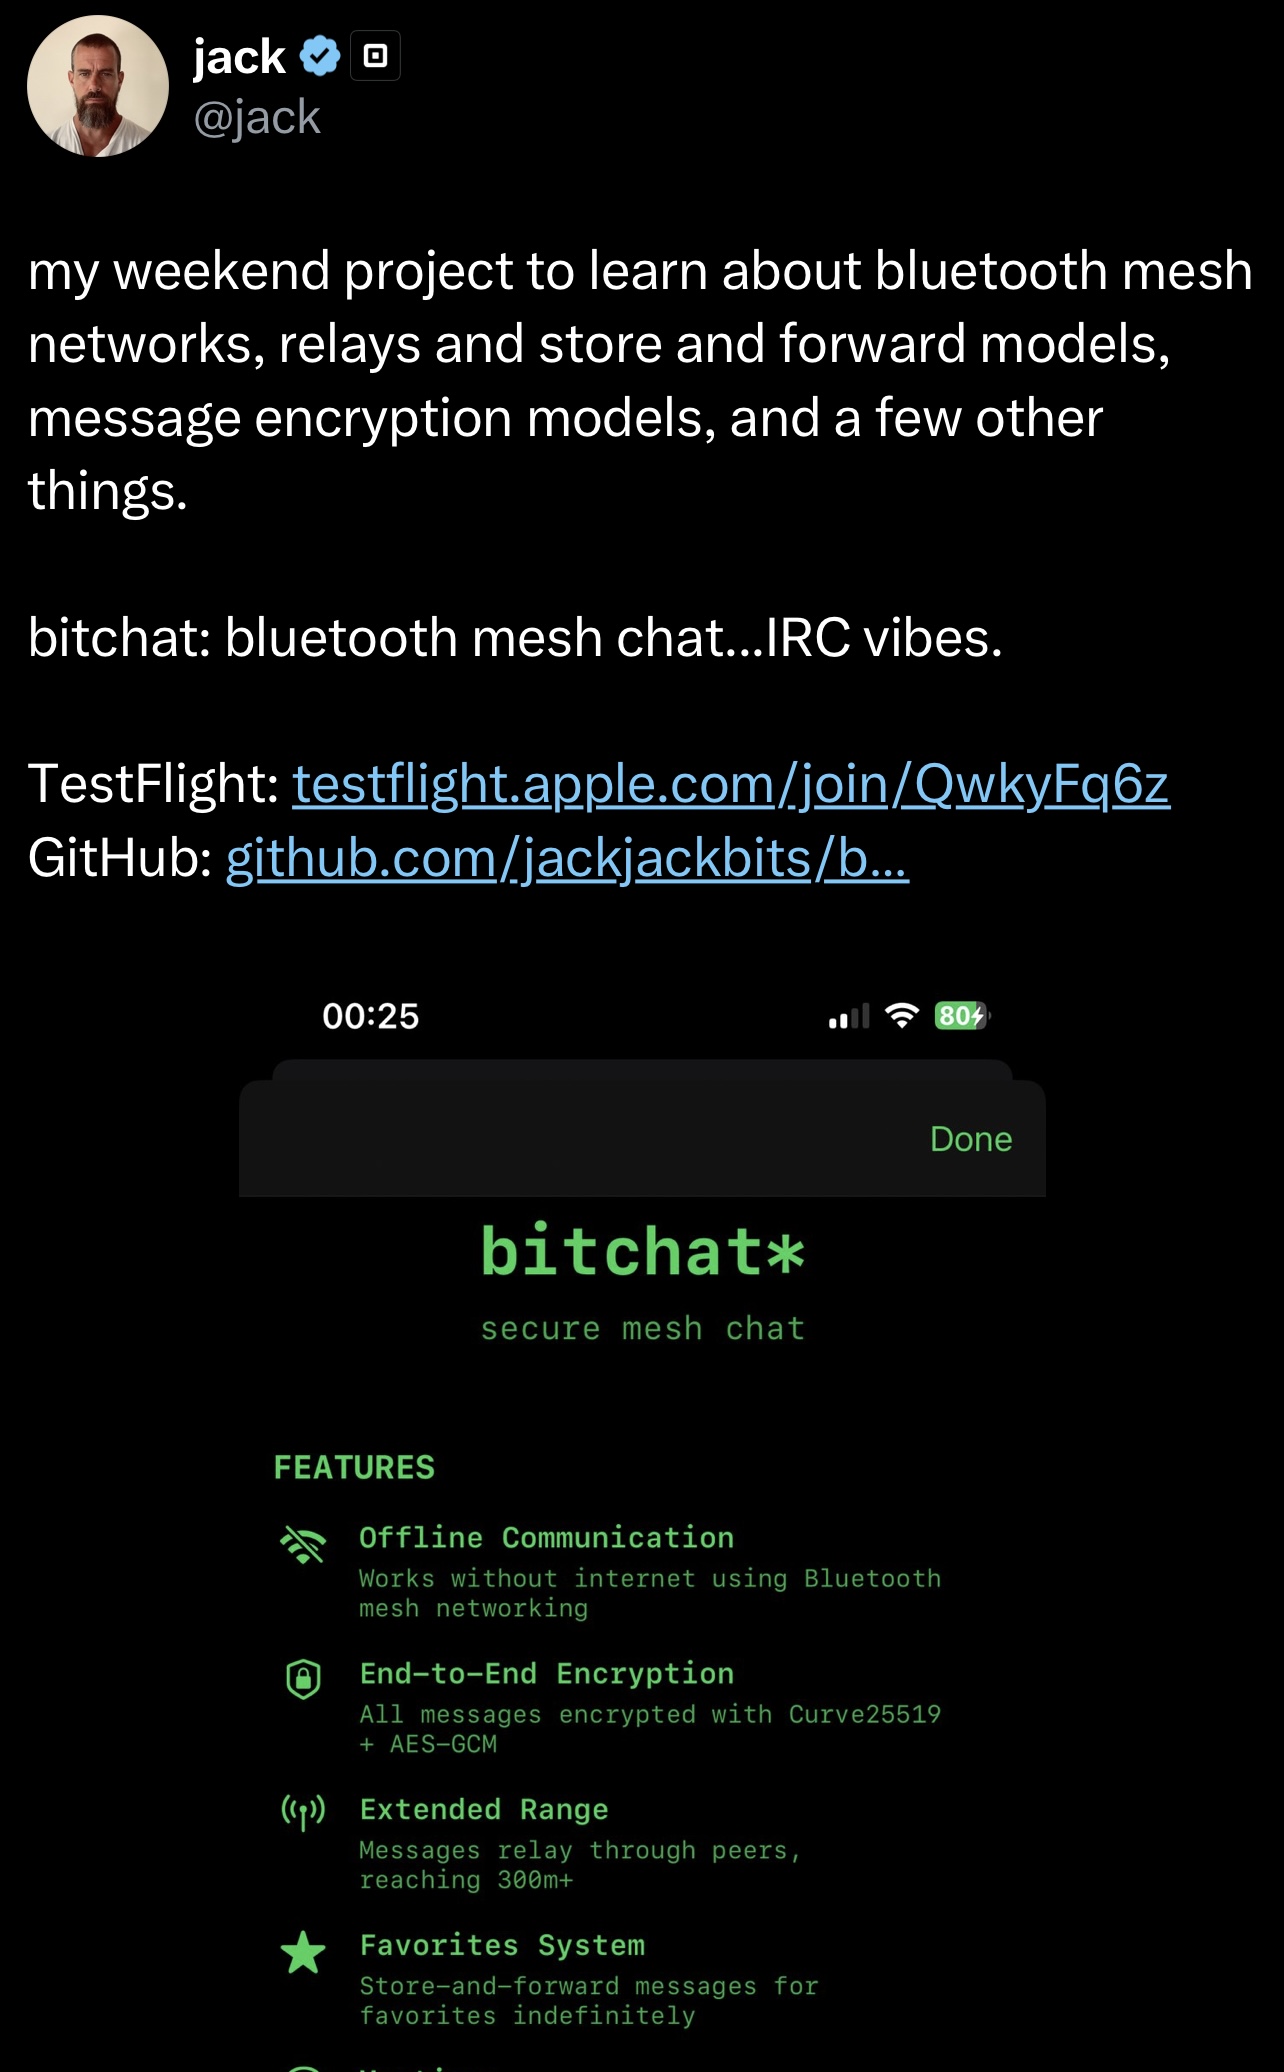 jack
@jack
my weekend project to learn about bluetooth mesh
networks, relays and store and forward models,
message encryption models, and a few other
things.
bitchat: bluetooth mesh chat...IRC vibes.
TestFlight: testflight.apple.com/join/QwkyFq6z
GitHub: github.com/jackjackbits/b...
00:25
80
Done
bitchat*
secure mesh chat
FEATURES
Offline Communication
Works without internet using Bluetooth
mesh networking
End-to-End Encryption
All messages encrypted with Curve25519
+ AES-GCM
Extended Range
Messages relay through peers,
reaching 300m+
Favorites System
Store-and-forward messages for
favorites indefinitely